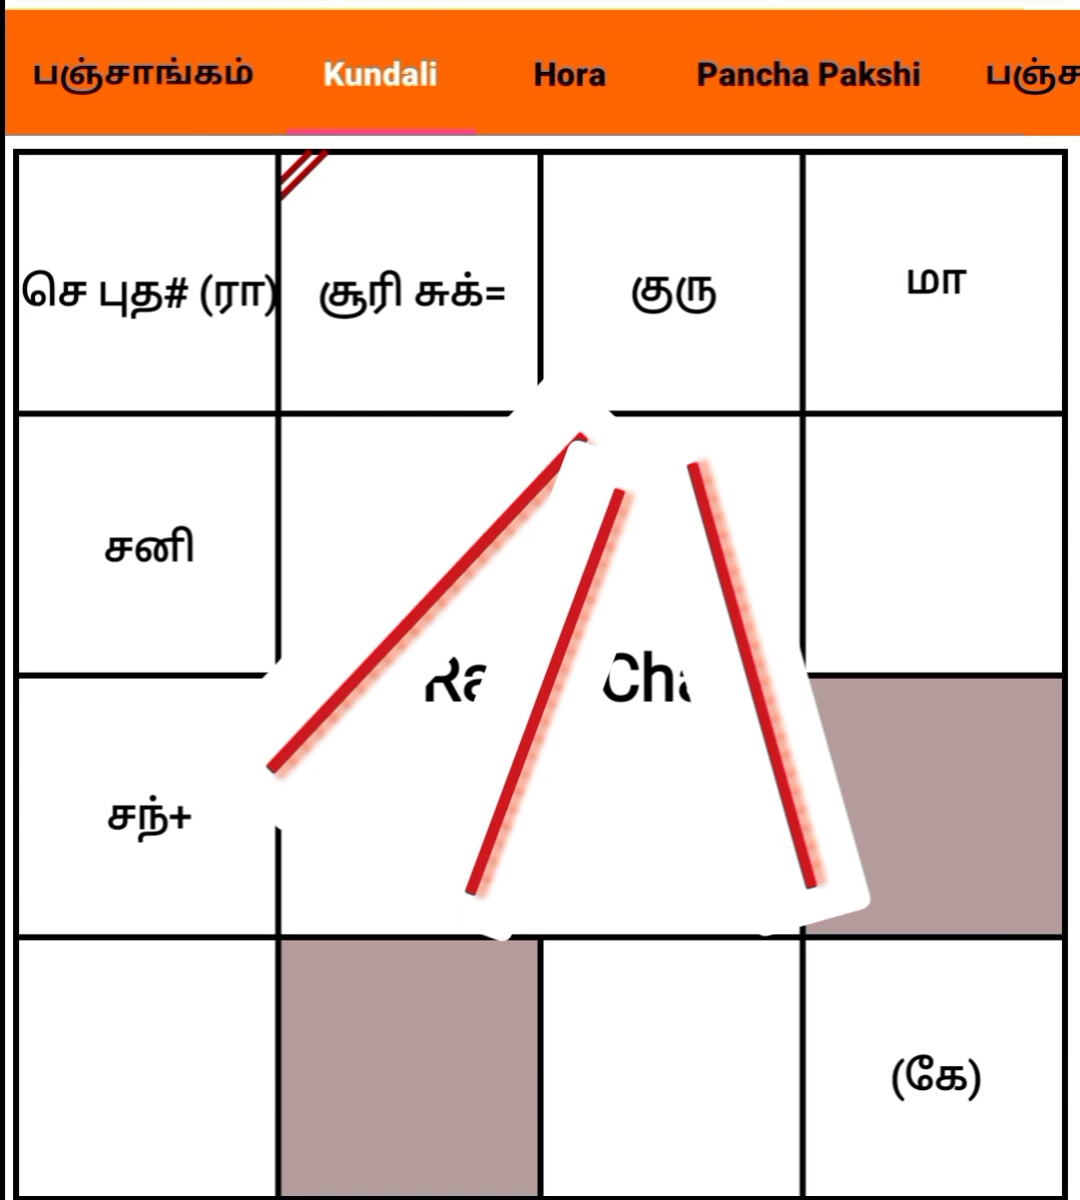 பஞ்சாங்கம் Kundali Hora Pancha Pakshi
செ புத# (ரா) சூரி சுக்= குரு மா
சனி
சந்+
(கே)